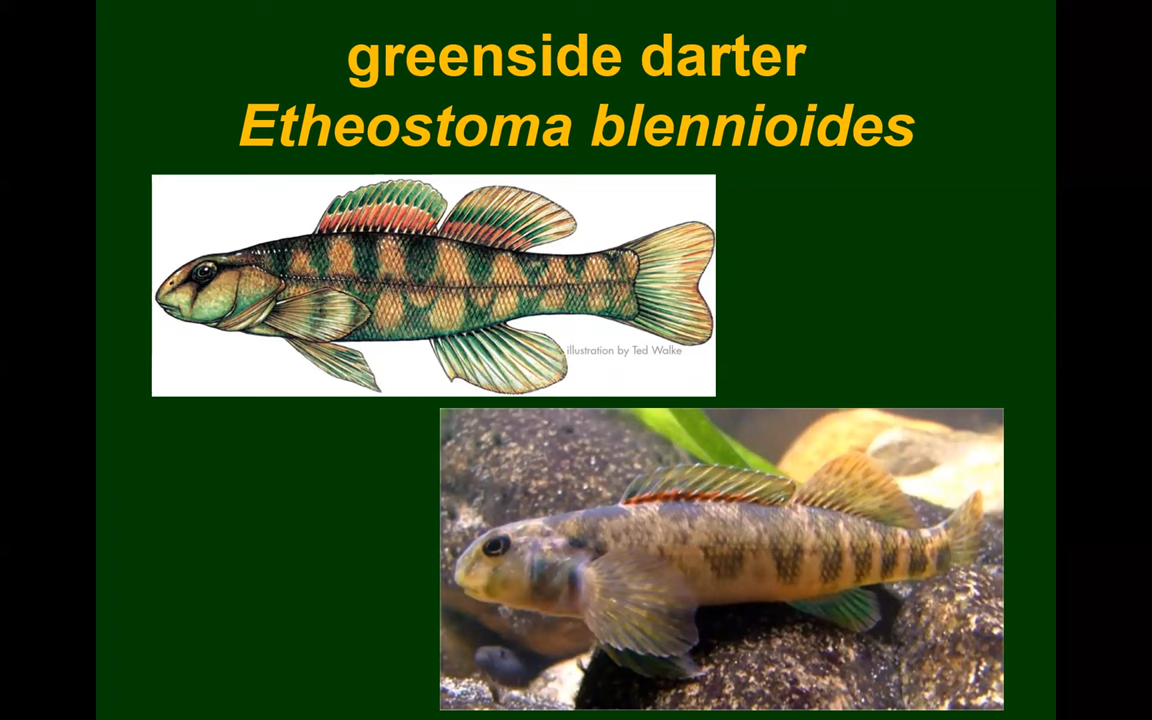 greenside darter
Etheostoma blennioides
illustration by Ted Walke